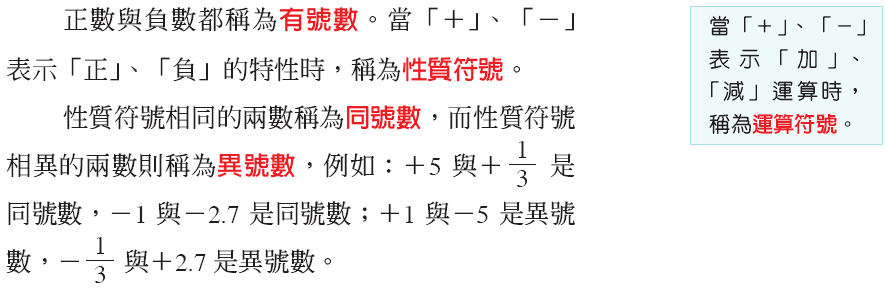 正數與負數都稱為有號數。當「＋」、「－」
表示「正」、「負」的特性時，稱為性質符號。
性質符號相同的兩數稱為同號數，而性質符號
相異的兩數則稱為異號數，例如：＋5 與＋1/3 是
同號數，－1 與－2.7 是同號數；＋1 與－5 是異號
數，－1/3 與＋2.7 是異號數。
當「＋」、「－」
表示「加」、
「減」運算時，
稱為運算符號。